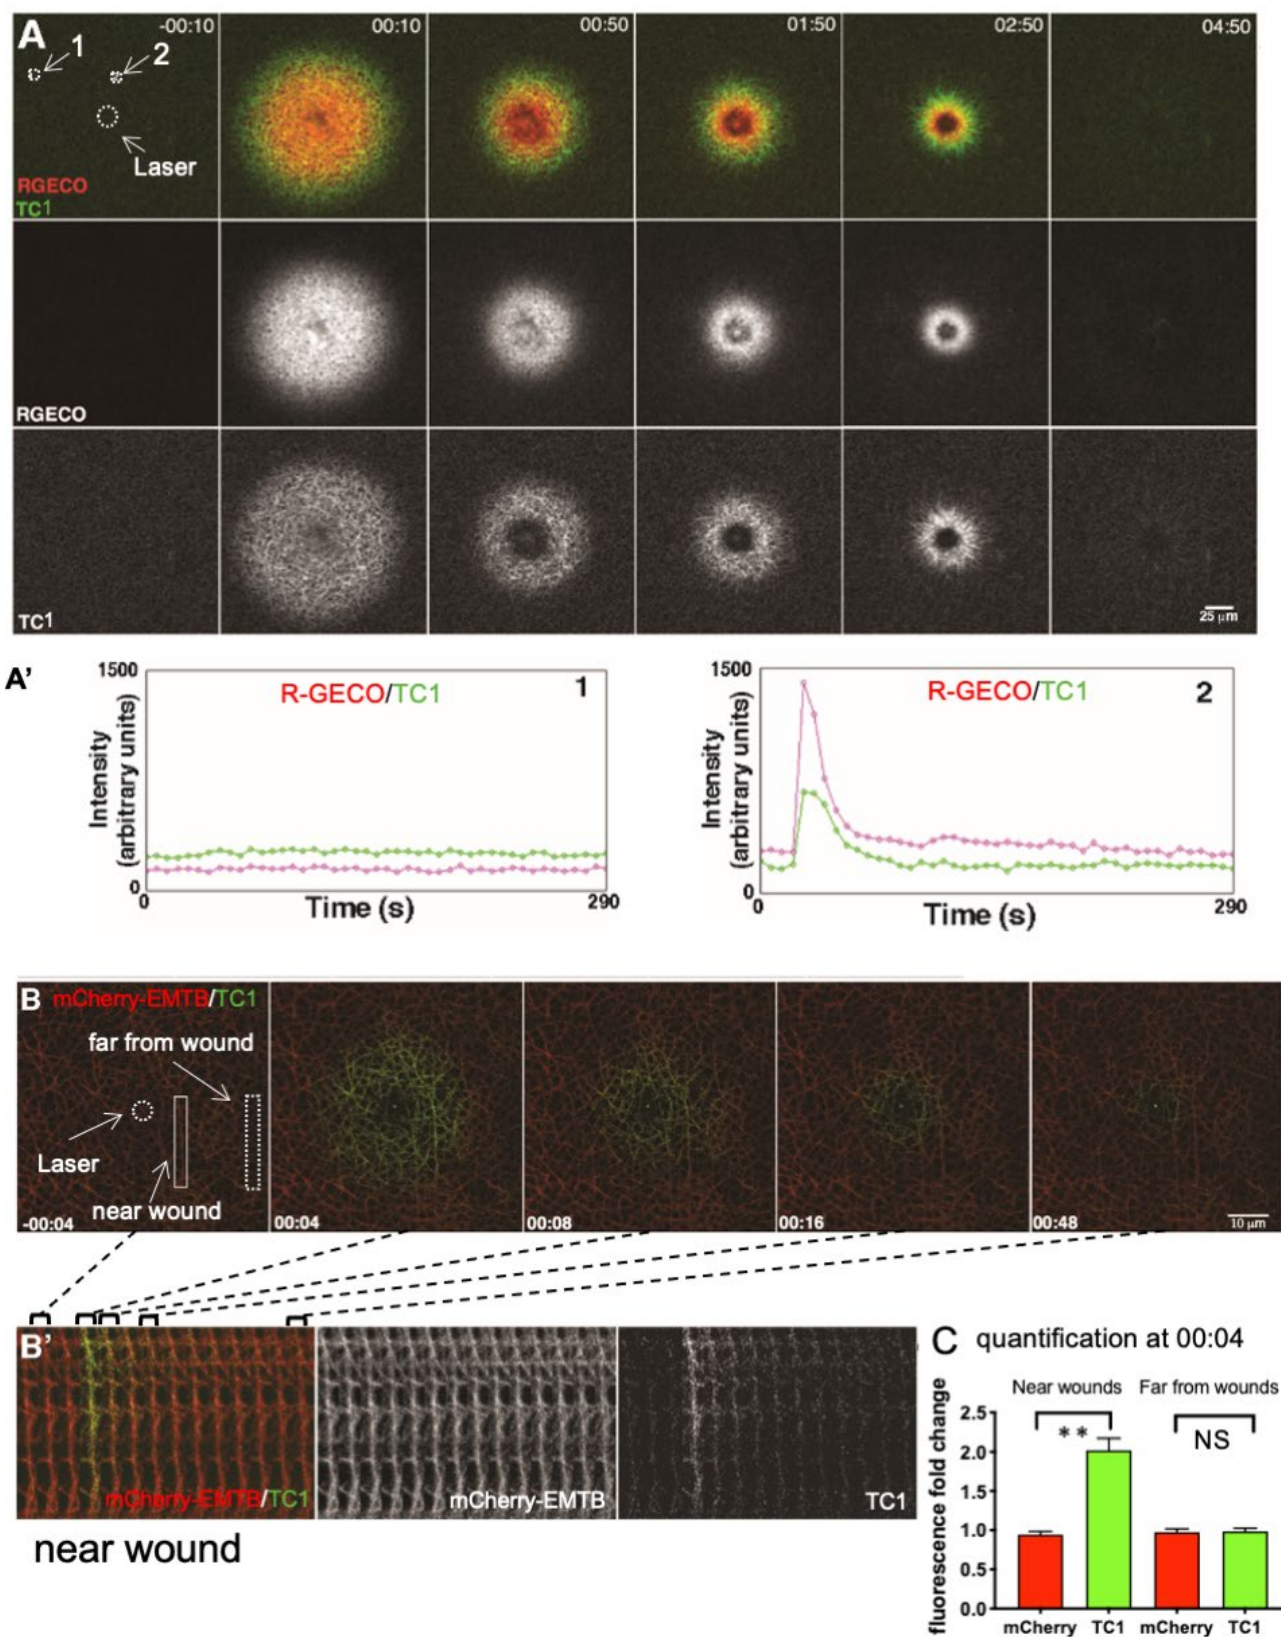 A
-00:10
00:10
00:50
01:50
02:50
04:50
1
2
Laser
RGECO
TC1
RGECO
TC1
25 µm
A'
1500
R-GECO/TC1
1
Intensity
(arbitrary units)
0
0
Time (s)
290
1500
R-GECO/TC1
2
Intensity
(arbitrary units)
0
0
Time (s)
290
B
mCherry-EMTB/TC1
far from wound
Laser
near wound
-00:04
00:04
00:08
00:16
00:48
10 µm
B'
mCherry-EMTB/TC1
mCherry-EMTB
TC1
near wound
C quantification at 00:04
Near wounds
Far from wounds
fluorescence fold change
2.5
2.0
1.5
1.0
0.5
0.0
**
NS
mCherry
TC1
mCherry
TC1